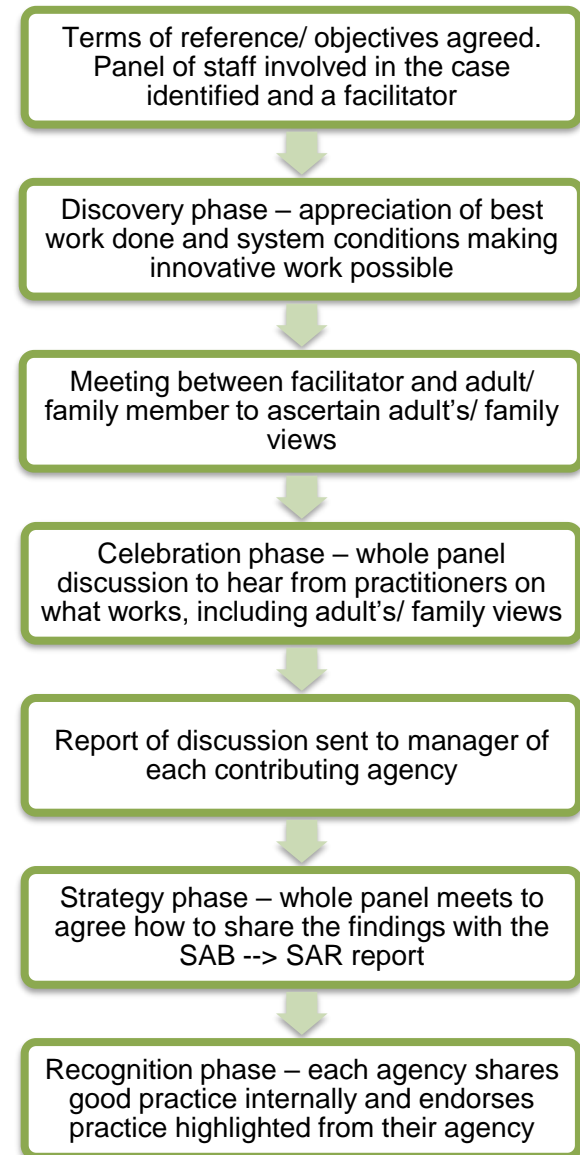 Terms of reference/ objectives agreed.
Panel of staff involved in the case
identified and a facilitator
Discovery phase – appreciation of best
work done and system conditions making
innovative work possible
Meeting between facilitator and adult/
family member to ascertain adult’s/ family
views
Celebration phase – whole panel
discussion to hear from practitioners on
what works, including adult’s/ family views
Report of discussion sent to manager of
each contributing agency
Strategy phase – whole panel meets to
agree how to share the findings with the
SAB --> SAR report
Recognition phase – each agency shares
good practice internally and endorses
practice highlighted from their agency